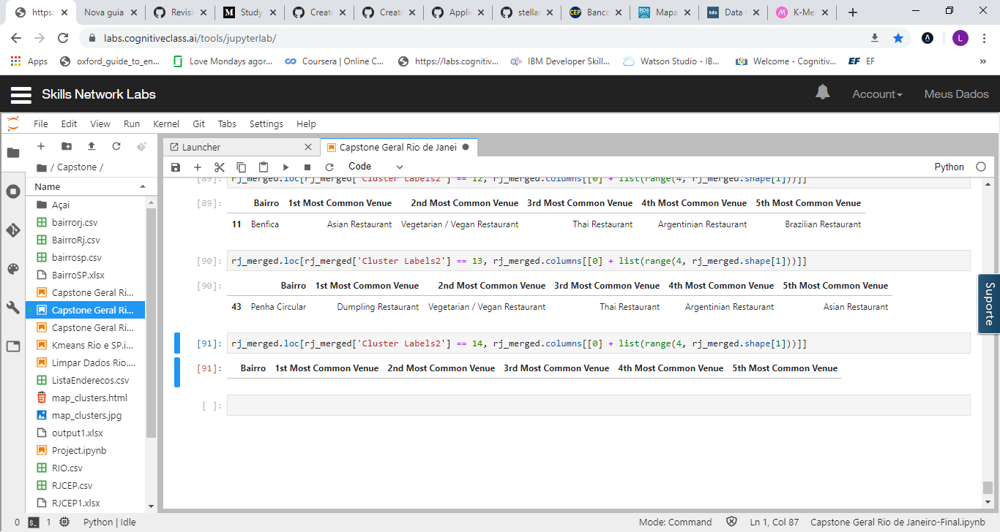 https:
Nova guia
Revisi
Study
Create
Create
Applie
stellar
Banco
Mapa
Data
K-Me
labs.cognitiveclass.ai/tools/jupyterlab/
L
Apps
oxford_guide_to_en...
Love Mondays agor...
Coursera | Online C...
https://labs.cognitiv...
IBM Developer Skill...
Watson Studio - IB...
Welcome - Cognitiv...
EF EF
»
Skills Network Labs
Account
Meus Dados
File Edit View Run Kernel Git Tabs Settings Help
Launcher
Capstone Geral Rio de Janei
/ Capstone /
Code
Python
Name
Açai
bairrorj.csv
BairroRj.csv
bairrosp.csv
BairroSP.xlsx
Capstone Geral Ri...
Capstone Geral Ri...
Capstone Geral Ri...
Kmeans Rio e SP.i...
Limpar Dados Rio....
ListaEnderecos.csv
map_clusters.html
map_clusters.jpg
output1.xlsx
Project.ipynb
RIO.csv
RJCEP.csv
RJCEP1.xlsx
[89]: rj_merged.loc[rj_merged['Cluster Labels2'] == 12, rj_merged.columns[[0] + list(range(4, rj_merged.shape[1]))]]
[89]: Bairro 1st Most Common Venue 2nd Most Common Venue 3rd Most Common Venue 4th Most Common Venue 5th Most Common Venue
11 Benfica Asian Restaurant Vegetarian / Vegan Restaurant Thai Restaurant Argentinian Restaurant Brazilian Restaurant
[90]: rj_merged.loc[rj_merged['Cluster Labels2'] == 13, rj_merged.columns[[0] + list(range(4, rj_merged.shape[1]))]]
[90]: Bairro 1st Most Common Venue 2nd Most Common Venue 3rd Most Common Venue 4th Most Common Venue 5th Most Common Venue
43 Penha Circular Dumpling Restaurant Vegetarian / Vegan Restaurant Thai Restaurant Argentinian Restaurant Asian Restaurant
[91]: rj_merged.loc[rj_merged['Cluster Labels2'] == 14, rj_merged.columns[[0] + list(range(4, rj_merged.shape[1]))]]
[91]: Bairro 1st Most Common Venue 2nd Most Common Venue 3rd Most Common Venue 4th Most Common Venue 5th Most Common Venue
[ ]:
Suporte
0 $_ 1 Python | Idle
Mode: Command
Ln 1, Col 87
Capstone Geral Rio de Janeiro-Final.ipynb